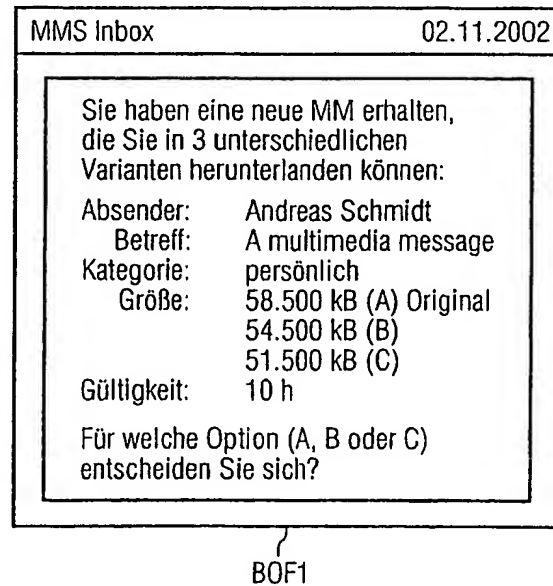 MMS Inbox 02.11.2002
Sie haben eine neue MM erhalten,
die Sie in 3 unterschiedlichen
Varianten herunterlanden können:
Absender: Andreas Schmidt
Betreff: A multimedia message
Kategorie: persönlich
Größe: 58.500 kB (A) Original
54.500 kB (B)
51.500 kB (C)
Gültigkeit: 10 h
Für welche Option (A, B oder C)
entscheiden Sie sich?
BOF1